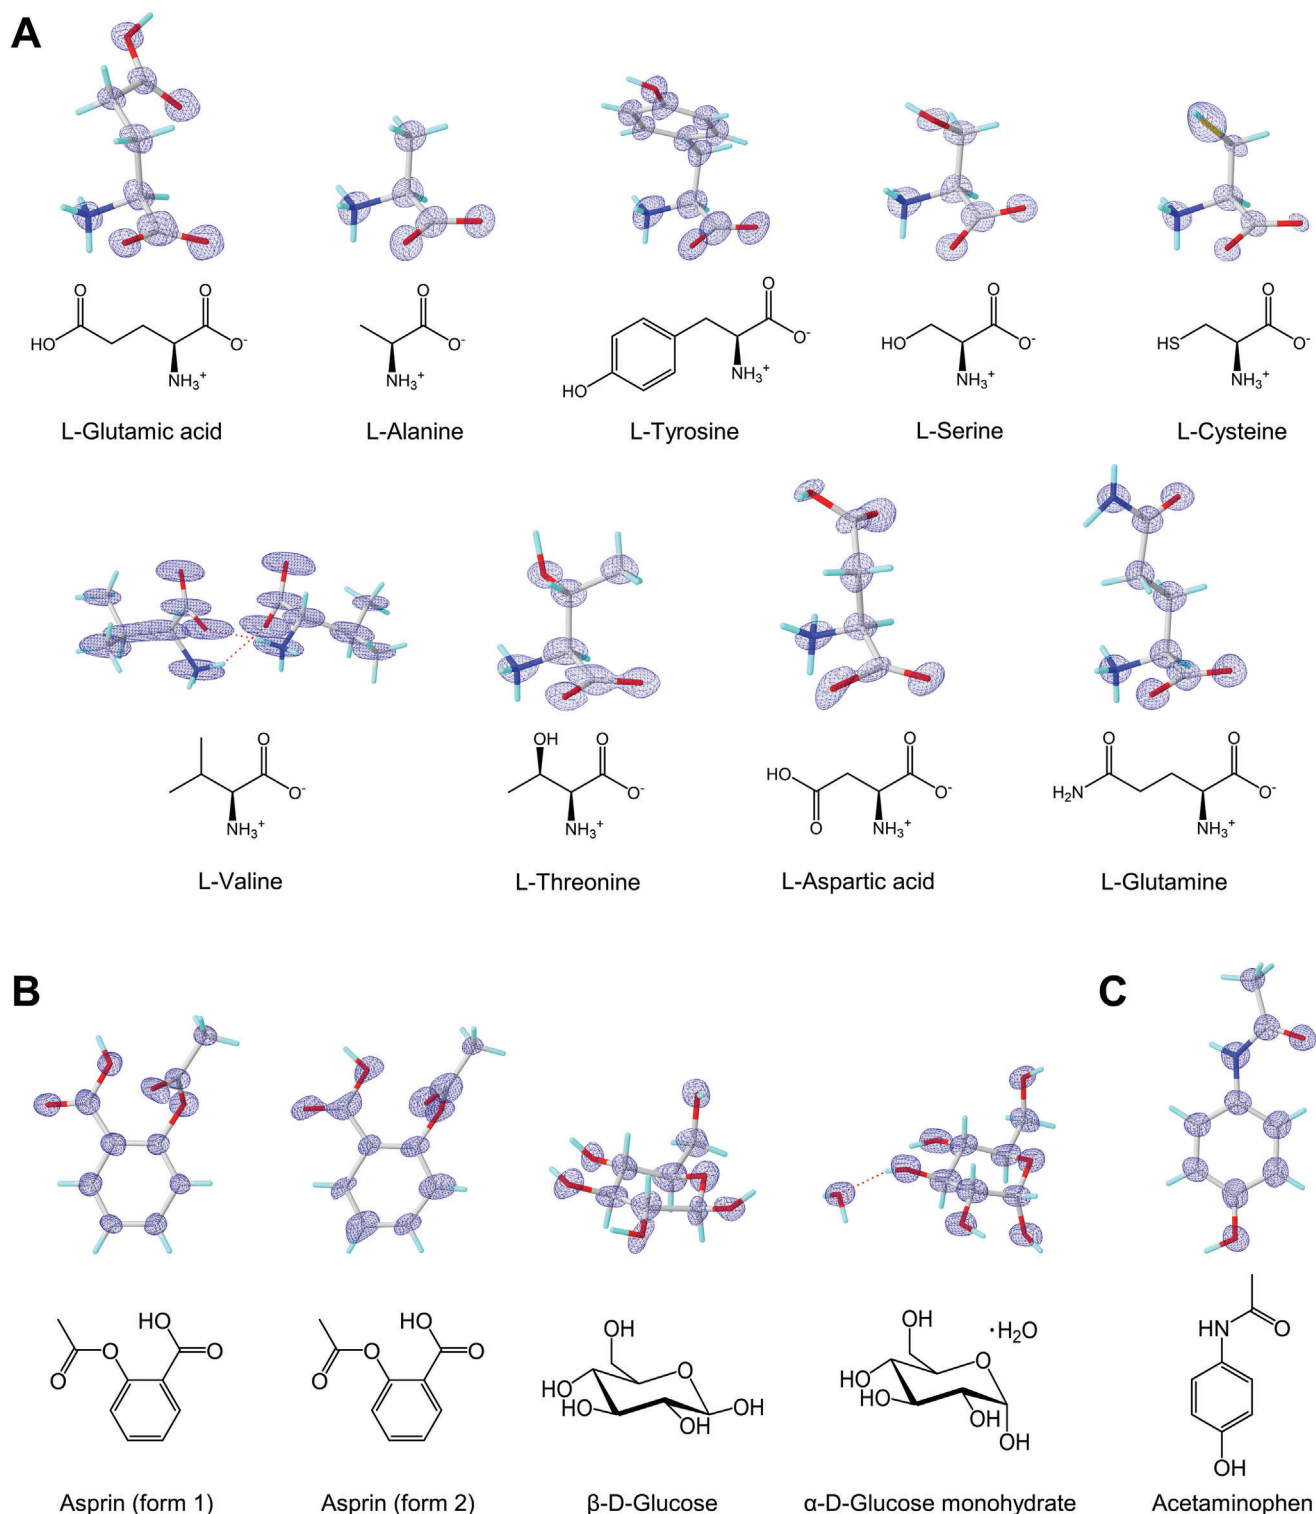 A
O
O
HO
O⁻
NH₃⁺
L-Glutamic acid
O
O⁻
NH₃⁺
L-Alanine
O
O⁻
NH₃⁺
HO
L-Tyrosine
O
HO
O⁻
NH₃⁺
L-Serine
O
HS
O⁻
NH₃⁺
L-Cysteine
O
O⁻
NH₃⁺
L-Valine
OH
O
O⁻
NH₃⁺
L-Threonine
O
HO
O⁻
O
NH₃⁺
L-Aspartic acid
O
O
H₂N
O⁻
NH₃⁺
L-Glutamine
B
C
HO
O
O
O
Asprin (form 1)
HO
O
O
O
Asprin (form 2)
OH
O
HO
HO
OH
OH
β-D-Glucose
OH
·H₂O
O
HO
HO
OH
OH
α-D-Glucose monohydrate
HN
O
OH
Acetaminophen